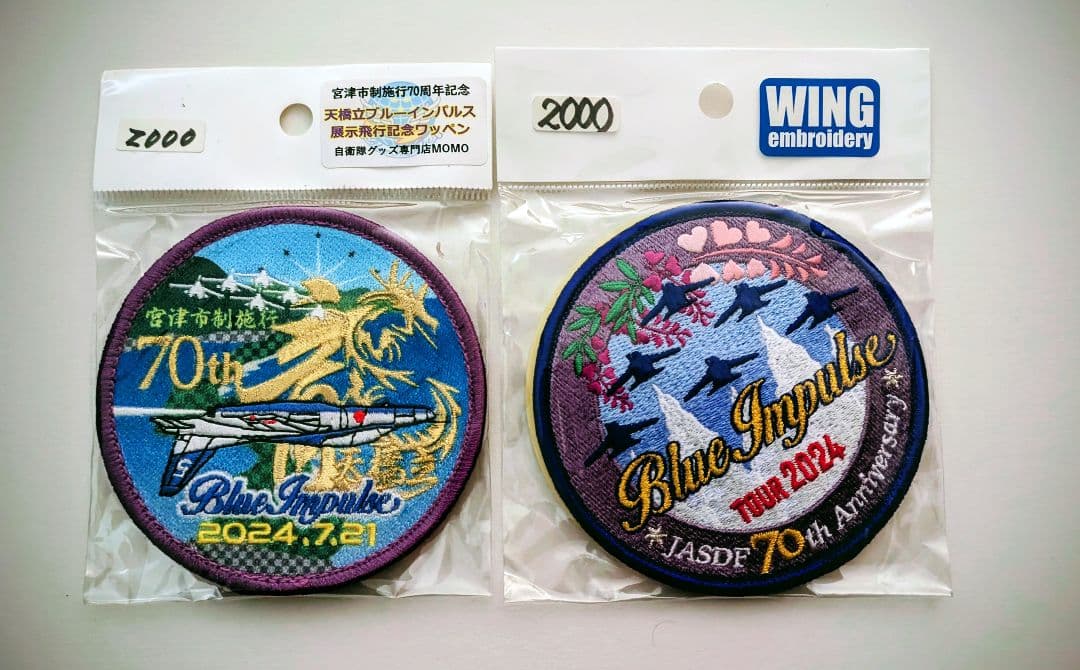 2000
宮津市制施行70周年記念
天橋立ブルーインパルス
展示飛行記念ワッペン
自衛隊グッズ専門店MOMO
宮津市制施行
70th
5
天橋立
Blue Impulse
2024.7.21
2000
WING
embroidery
Blue Impulse
TOUR 2024
JASDF 70th Anniversary